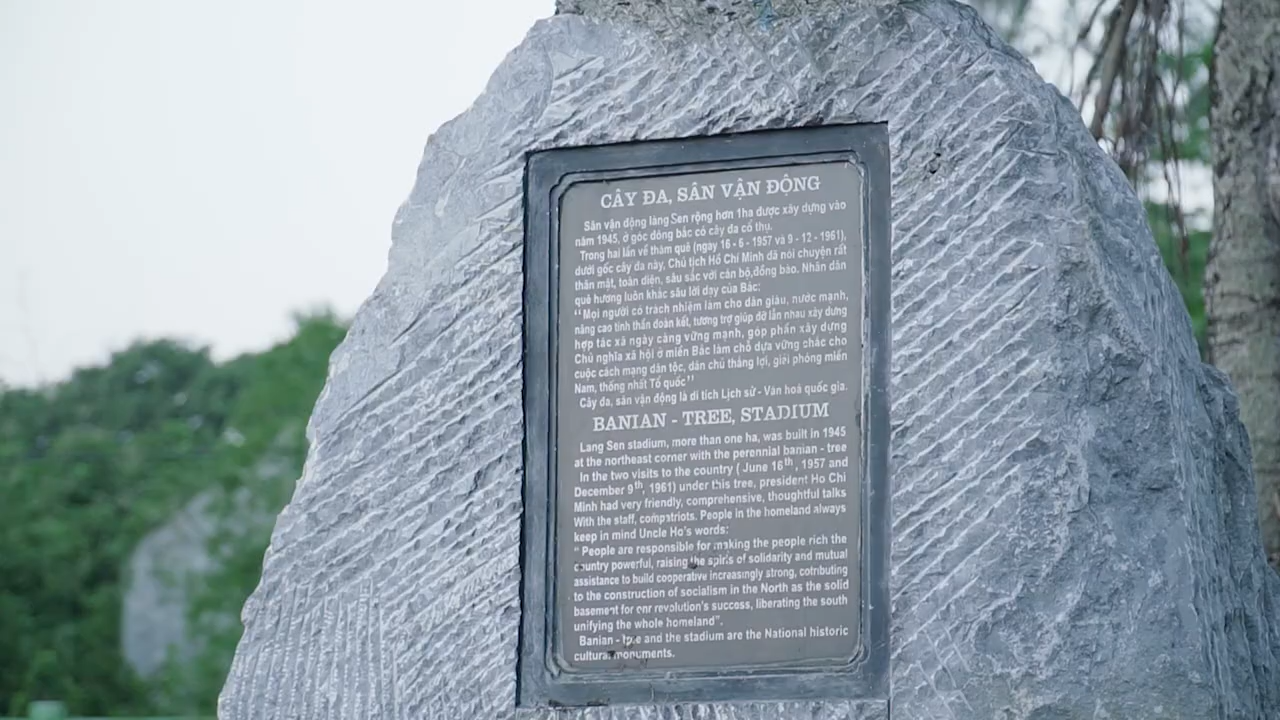 CÂY ĐA, SÂN VẬN ĐỘNG
Sân vận động làng Sen rộng hơn 1ha được xây dựng vào
năm 1945, ở góc đông bắc có cây đa cổ thụ.
Trong hai lần về thăm quê (ngày 16 - 6 - 1957 và 9 - 12 - 1961),
dưới gốc cây đa này, Chủ tịch Hồ Chí Minh đã nói chuyện rất
thân mật, toàn diện, sâu sắc với cán bộ,đồng bào. Nhân dân
quê hương luôn khắc sâu lời dạy của Bác:
"Mọi người có trách nhiệm làm cho dân giàu, nước mạnh,
nâng cao tinh thần đoàn kết, tương trợ giúp đỡ lẫn nhau xây dựng
hợp tác xã ngày càng vững mạnh, góp phần xây dựng
Chủ nghĩa xã hội ở miền Bắc làm chỗ dựa vững chắc cho
cuộc cách mạng dân tộc, dân chủ thắng lợi, giải phóng miền
Nam, thống nhất Tổ quốc"
Cây đa, sân vận động là di tích Lịch sử - Văn hoá quốc gia.
BANIAN - TREE, STADIUM
Lang Sen stadium, more than one ha, was built in 1945
at the northeast corner with the perennial banian - tree
In the two visits to the country ( June 16th, 1957 and
December 9th, 1961) under this tree, president Ho Chi
Minh had very friendly, comprehensive, thoughtful talks
With the staff, compatriots. People in the homeland always
keep in mind Uncle Ho's words:
" People are responsible for making the people rich the
country powerful, raising the spirits of solidarity and mutual
assistance to build cooperative increasingly strong, cotributing
to the construction of socialism in the North as the solid
basement for onr revolution's success, liberating the south
unifying the whole homeland".
Banian - tree and the stadium are the National historic
cultural monuments.